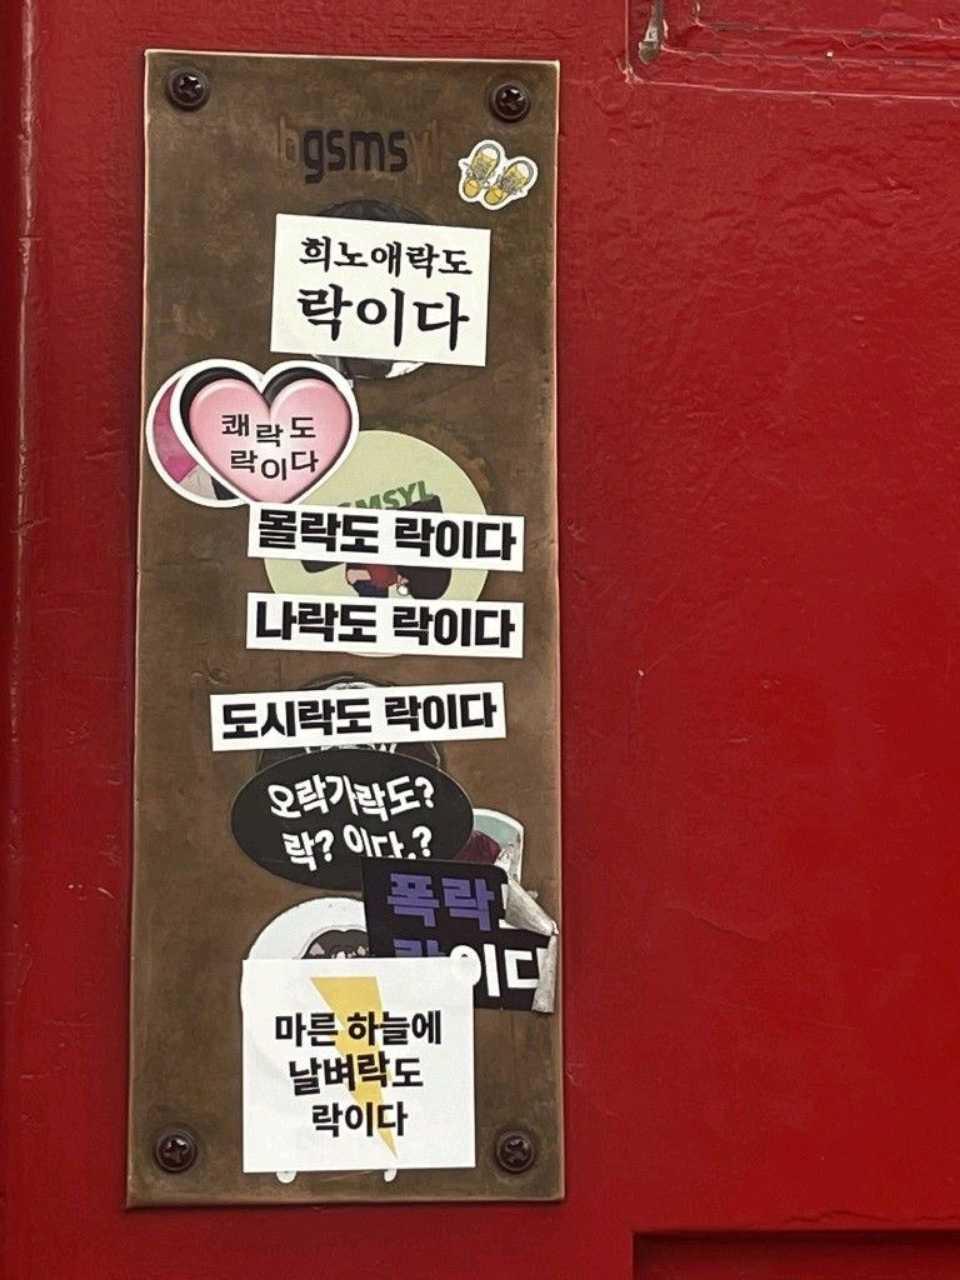 gsms
희노애락도
락이다
쾌락도
락이다
GSMSYL
몰락도 락이다
나락도 락이다
도시락도 락이다
오락가락도?
락? 이다.?
폭락
락이다
마른 하늘에
날벼락도
락이다